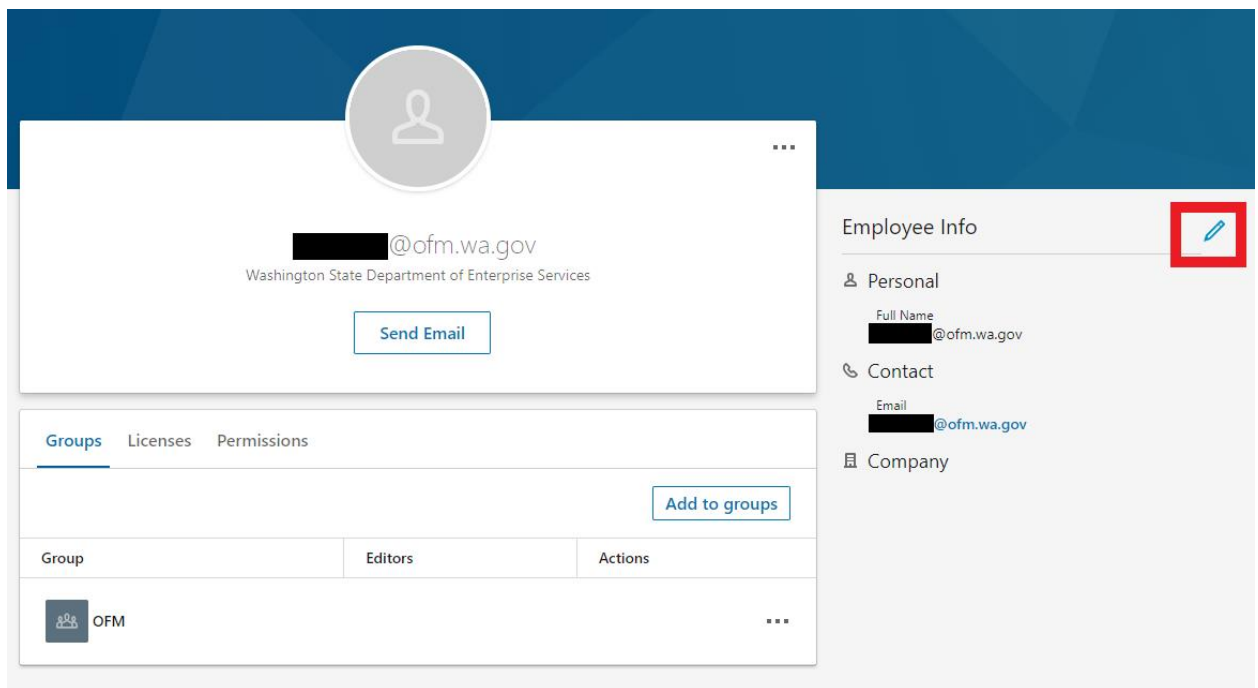 @ofm.wa.gov
Washington State Department of Enterprise Services
Send Email
Groups Licenses Permissions
Add to groups
Group Editors Actions
OFM
Employee Info
Personal
Full Name
@ofm.wa.gov
Contact
Email
@ofm.wa.gov
Company